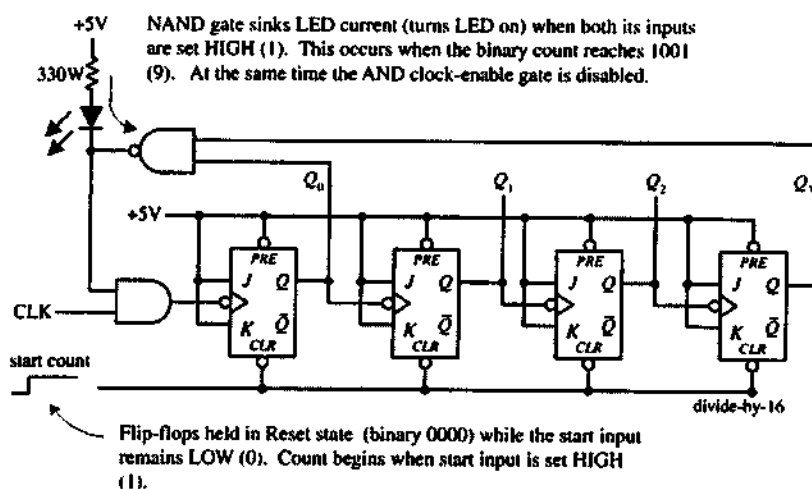 +5V
NAND gate sinks LED current (turns LED on) when both its inputs
are set HIGH (1). This occurs when the binary count reaches 1001
(9). At the same time the AND clock-enable gate is disabled.
330W
Q0 Q1 Q2
+5V
PRE PRE PRE PRE
J Q J Q J Q J Q
CLK
K Q̅ K Q̅ K Q̅ K Q̅
CLR CLR CLR CLR
start count
divide-by-16
Flip-flops held in Reset state (binary 0000) while the start input
remains LOW (0). Count begins when start input is set HIGH
(1).